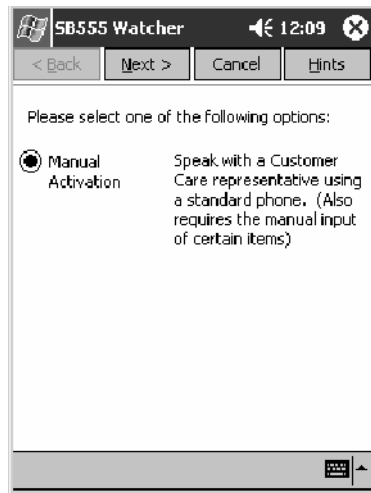 SB555 Watcher 12:09
< Back Next > Cancel Hints
Please select one of the following options:
Manual Activation
Speak with a Customer
Care representative using
a standard phone. (Also
requires the manual input
of certain items)